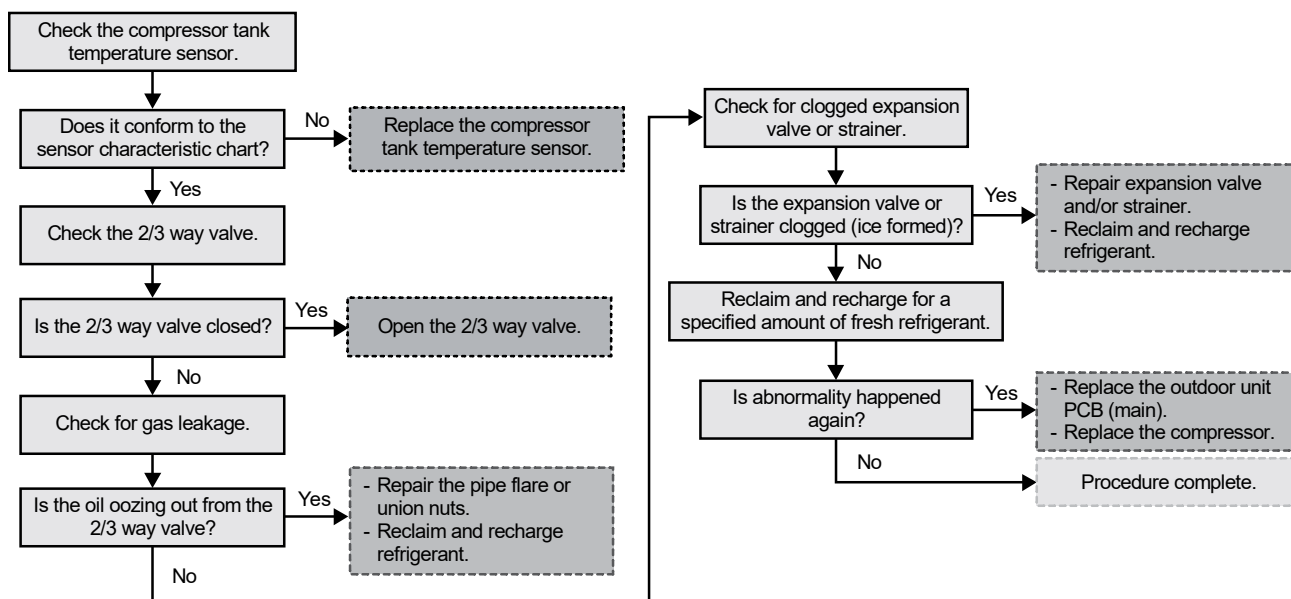 Check the compressor tank
temperature sensor.
Does it conform to the
sensor characteristic chart?
No
Replace the compressor
tank temperature sensor.
Yes
Check the 2/3 way valve.
Is the 2/3 way valve closed?
Yes
Open the 2/3 way valve.
No
Check for gas leakage.
Is the oil oozing out from the
2/3 way valve?
Yes
- Repair the pipe flare or
union nuts.
- Reclaim and recharge
refrigerant.
No
Check for clogged expansion
valve or strainer.
Is the expansion valve or
strainer clogged (ice formed)?
Yes
- Repair expansion valve
and/or strainer.
- Reclaim and recharge
refrigerant.
No
Reclaim and recharge for a
specified amount of fresh refrigerant.
Is abnormality happened
again?
Yes
- Replace the outdoor unit
PCB (main).
- Replace the compressor.
No
Procedure complete.